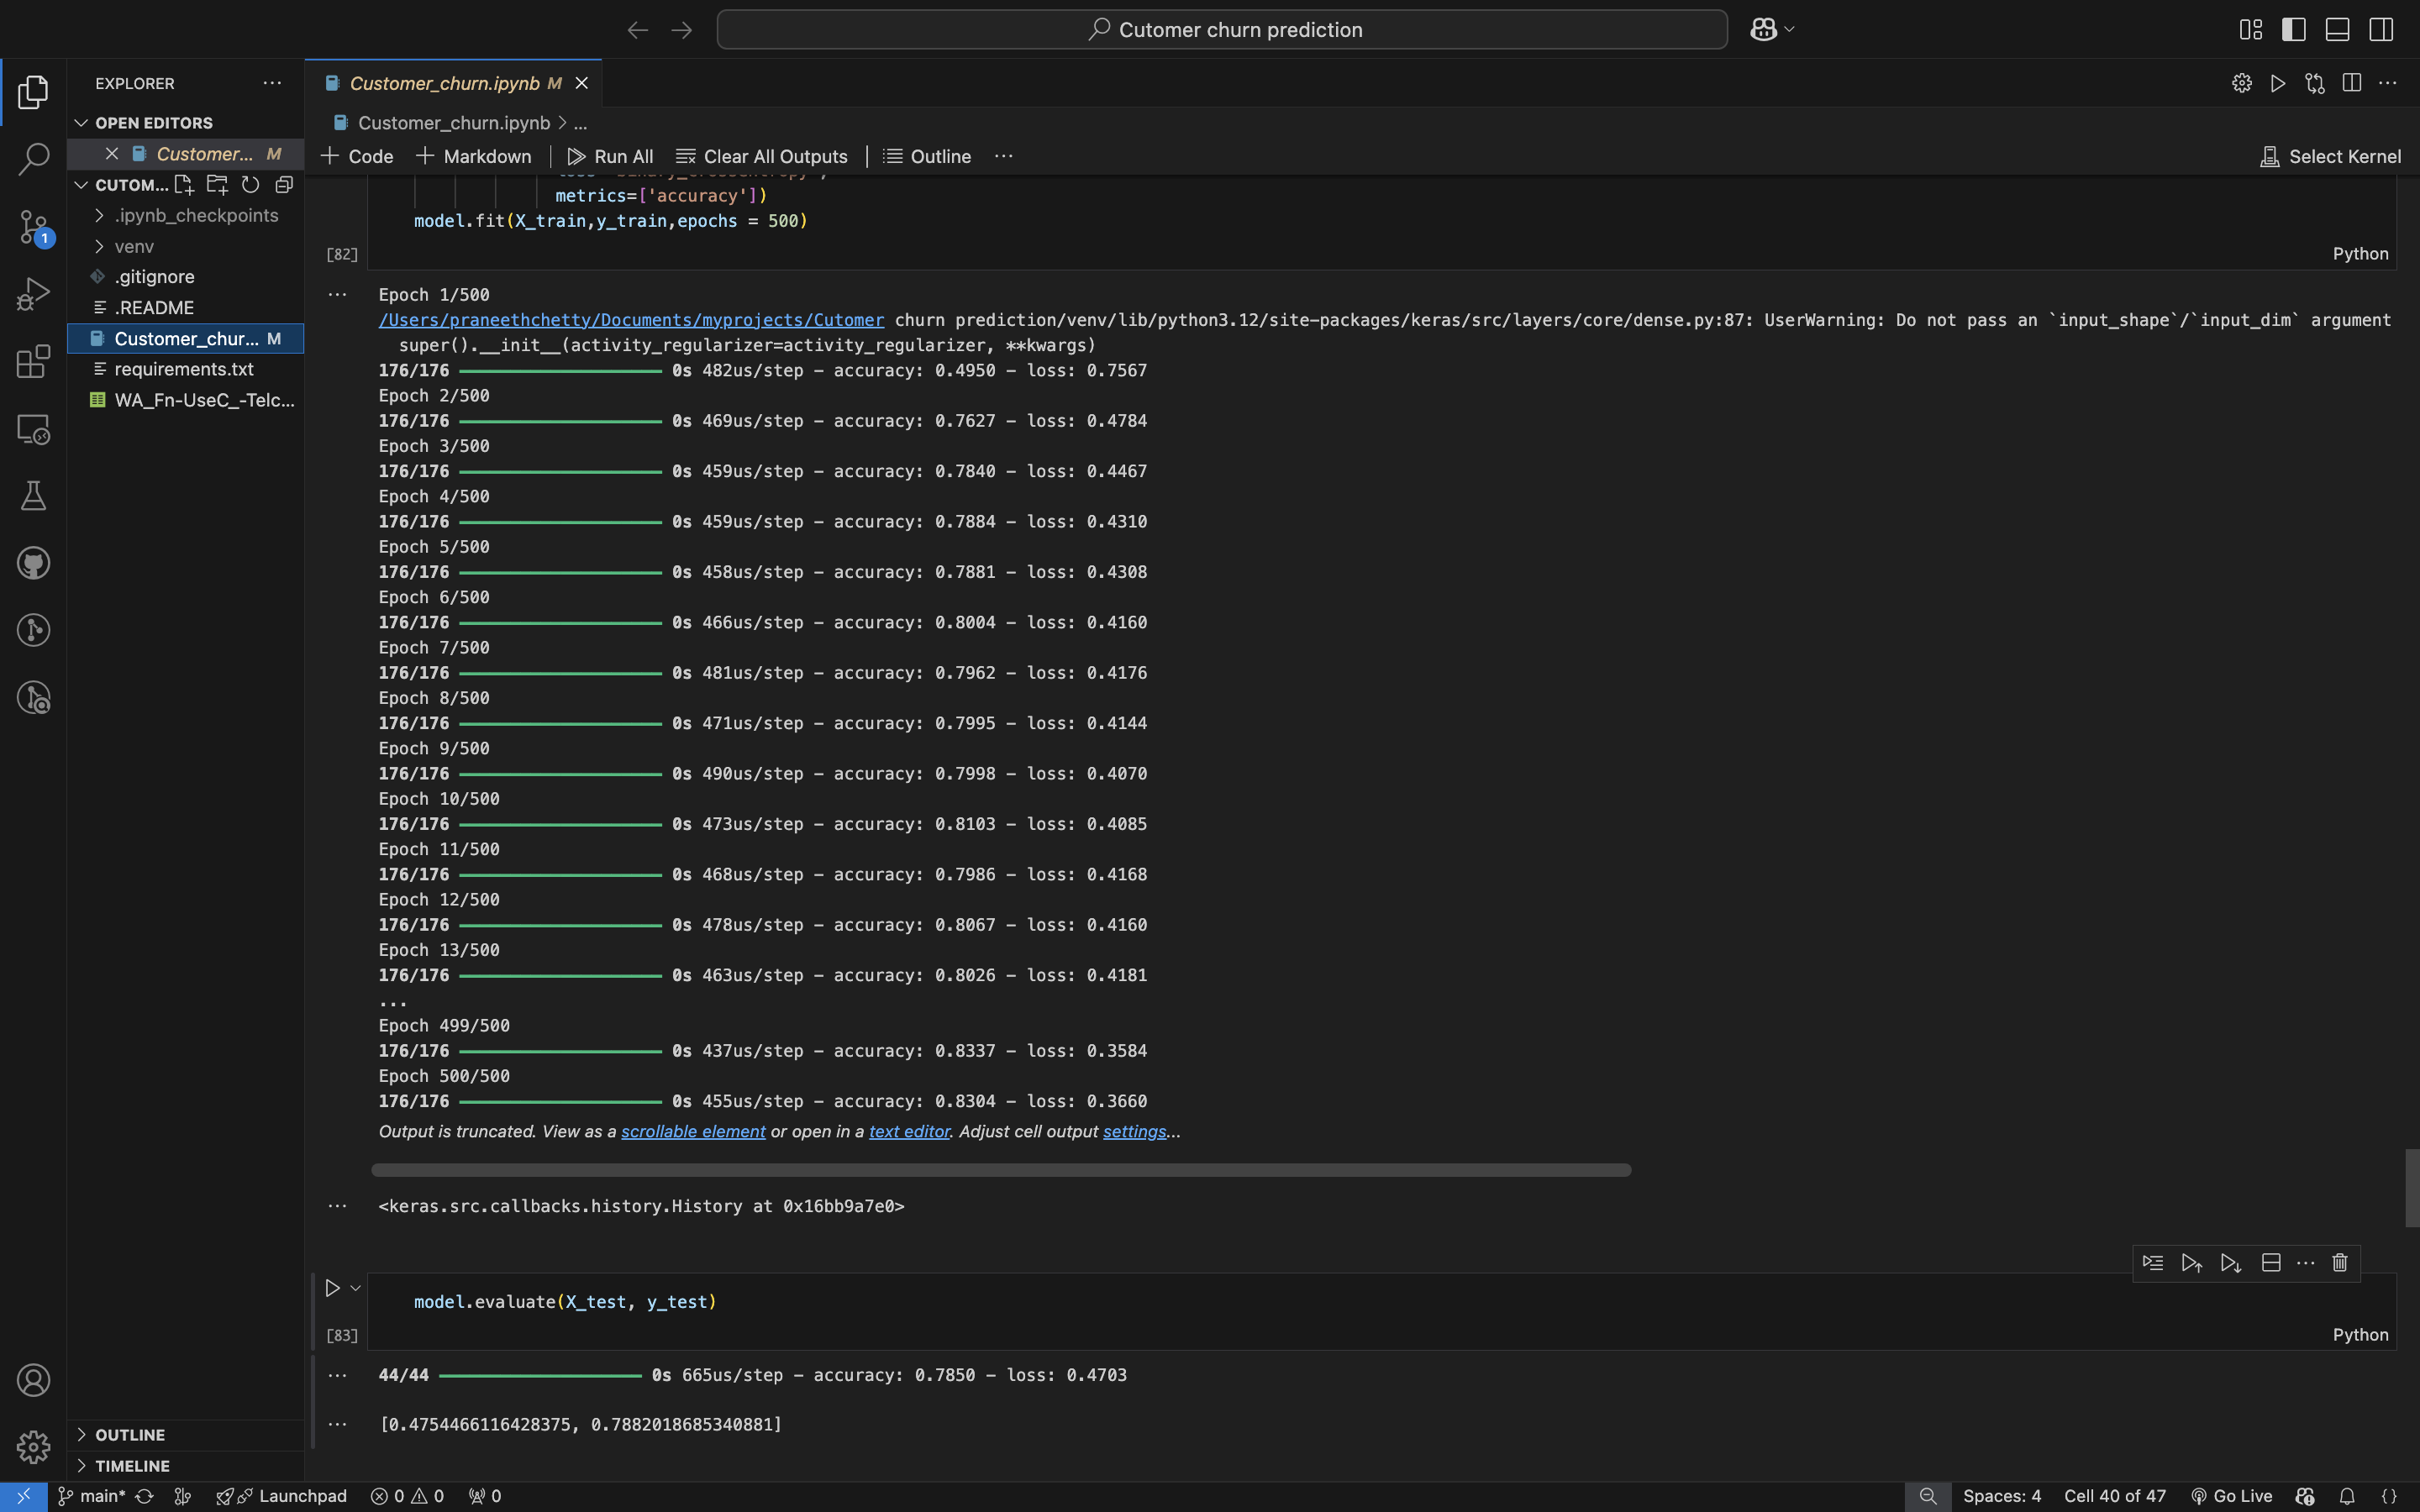 Cutomer churn prediction
EXPLORER
OPEN EDITORS
Customer... M
CUTOM...
.ipynb_checkpoints
venv
.gitignore
.README
Customer_chur... M
requirements.txt
WA_Fn-UseC_-Telc...
OUTLINE
TIMELINE
1
Customer_churn.ipynb M
Customer_churn.ipynb > ...
+ Code + Markdown Run All Clear All Outputs Outline ...
Select Kernel
metrics=['accuracy'])
model.fit(X_train,y_train,epochs = 500)
[82]
Python
Epoch 1/500
/Users/praneethchetty/Documents/myprojects/Cutomer churn prediction/venv/lib/python3.12/site-packages/keras/src/layers/core/dense.py:87: UserWarning: Do not pass an `input_shape`/`input_dim` argument
super().__init__(activity_regularizer=activity_regularizer, **kwargs)
176/176 0s 482us/step - accuracy: 0.4950 - loss: 0.7567
Epoch 2/500
176/176 0s 469us/step - accuracy: 0.7627 - loss: 0.4784
Epoch 3/500
176/176 0s 459us/step - accuracy: 0.7840 - loss: 0.4467
Epoch 4/500
176/176 0s 459us/step - accuracy: 0.7884 - loss: 0.4310
Epoch 5/500
176/176 0s 458us/step - accuracy: 0.7881 - loss: 0.4308
Epoch 6/500
176/176 0s 466us/step - accuracy: 0.8004 - loss: 0.4160
Epoch 7/500
176/176 0s 481us/step - accuracy: 0.7962 - loss: 0.4176
Epoch 8/500
176/176 0s 471us/step - accuracy: 0.7995 - loss: 0.4144
Epoch 9/500
176/176 0s 490us/step - accuracy: 0.7998 - loss: 0.4070
Epoch 10/500
176/176 0s 473us/step - accuracy: 0.8103 - loss: 0.4085
Epoch 11/500
176/176 0s 468us/step - accuracy: 0.7986 - loss: 0.4168
Epoch 12/500
176/176 0s 478us/step - accuracy: 0.8067 - loss: 0.4160
Epoch 13/500
176/176 0s 463us/step - accuracy: 0.8026 - loss: 0.4181
...
Epoch 499/500
176/176 0s 437us/step - accuracy: 0.8337 - loss: 0.3584
Epoch 500/500
176/176 0s 455us/step - accuracy: 0.8304 - loss: 0.3660
Output is truncated. View as a scrollable element or open in a text editor. Adjust cell output settings...
<keras.src.callbacks.history.History at 0x16bb9a7e0>
model.evaluate(X_test, y_test)
[83]
Python
44/44 0s 665us/step - accuracy: 0.7850 - loss: 0.4703
[0.4754466116428375, 0.7882018685340881]
main* Launchpad 0 0 0
Spaces: 4 Cell 40 of 47 Go Live